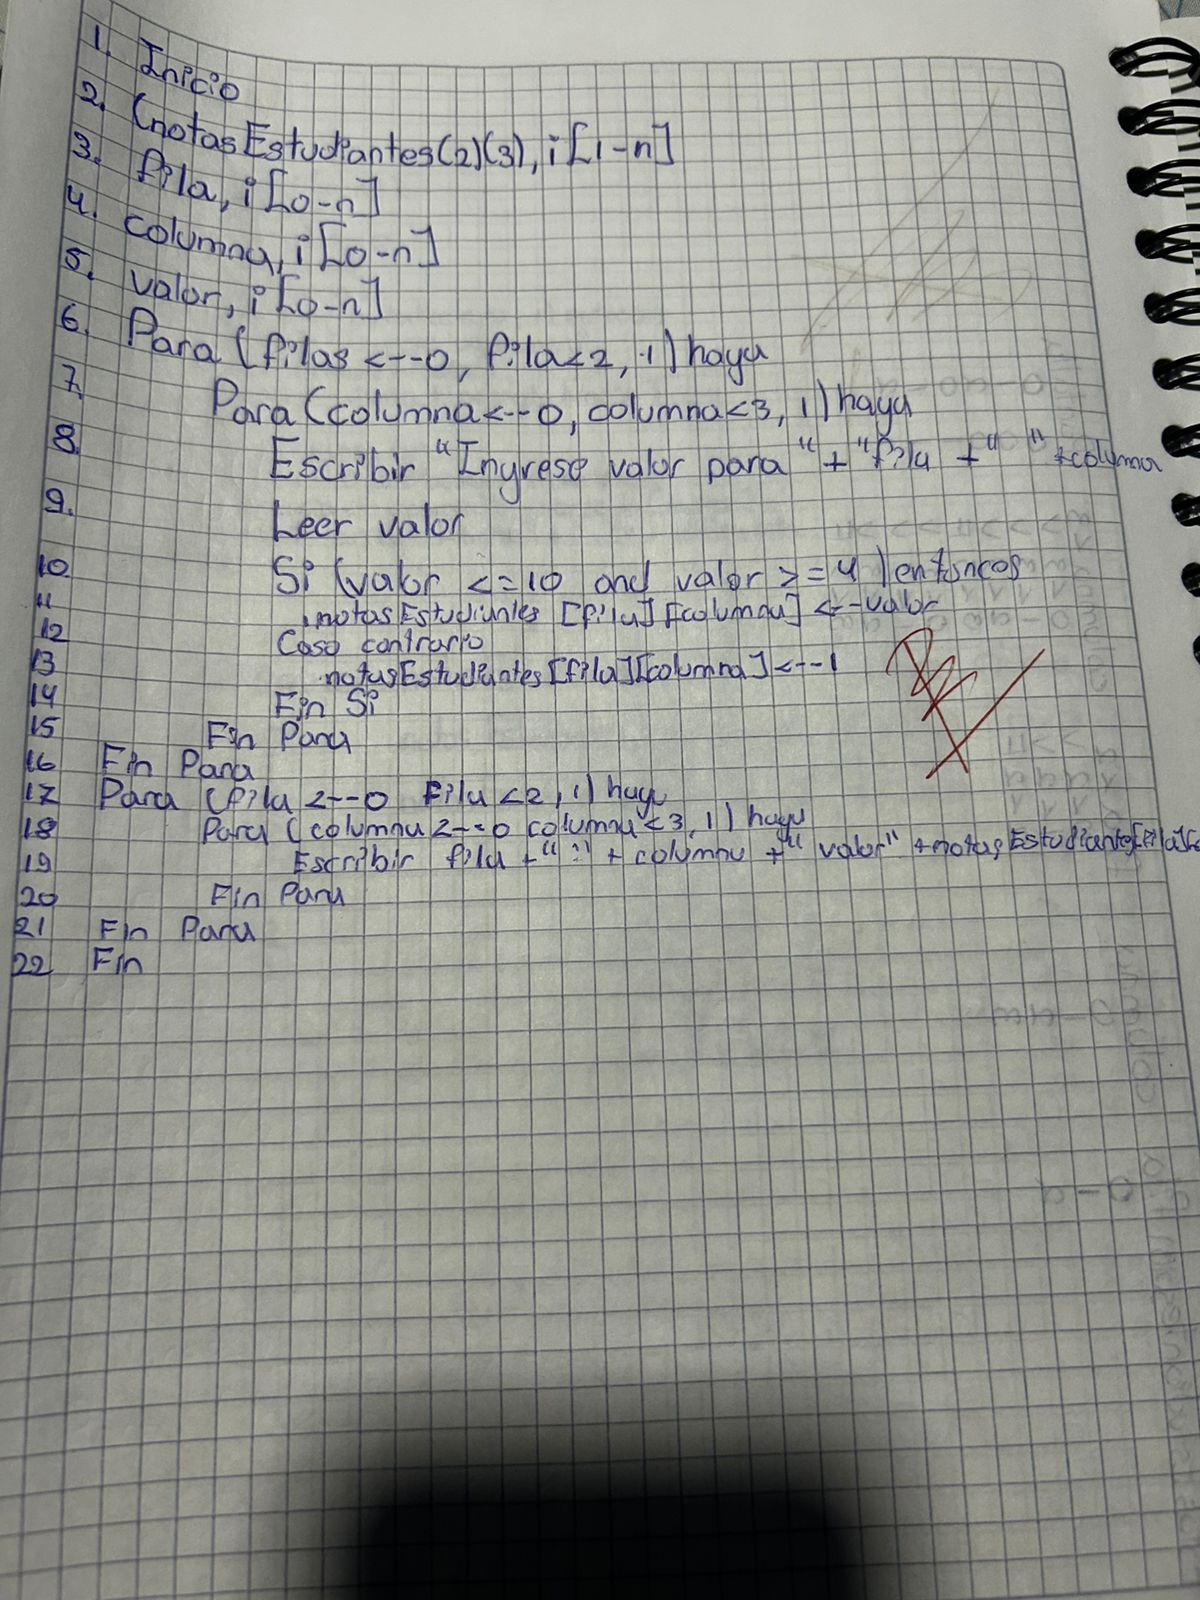 1. Inicio
2. (notasEstudiantes(2)(3), i[1-n]
3. fila, i[0-n]
4. columna, i[0-n]
5. valor, i[0-n]
6. Para (filas <--0, fila<2, 1) haga
7. Para (columna<--0, columna<3, 1) haga
8. Escribir "Ingrese valor para "+"fila +" "+columna
9. Leer valor
10 Si (valor <=10 and valor >=4) entonces
11 notasEstudiantes [fila][columna] <--valor
12 Caso contrario
13 notasEstudiantes[fila][columna]<--1
14 Fin Si
15 Fin Para
16 Fin Para
17 Para (fila <--0 fila <2, 1) haga
18 Para (columna <--0 columna <3, 1) haga
19 Escribir fila +":"+ columna +" valor" +notasEstudiantes[fila]
20 Fin Para
21 Fin Para
22 Fin